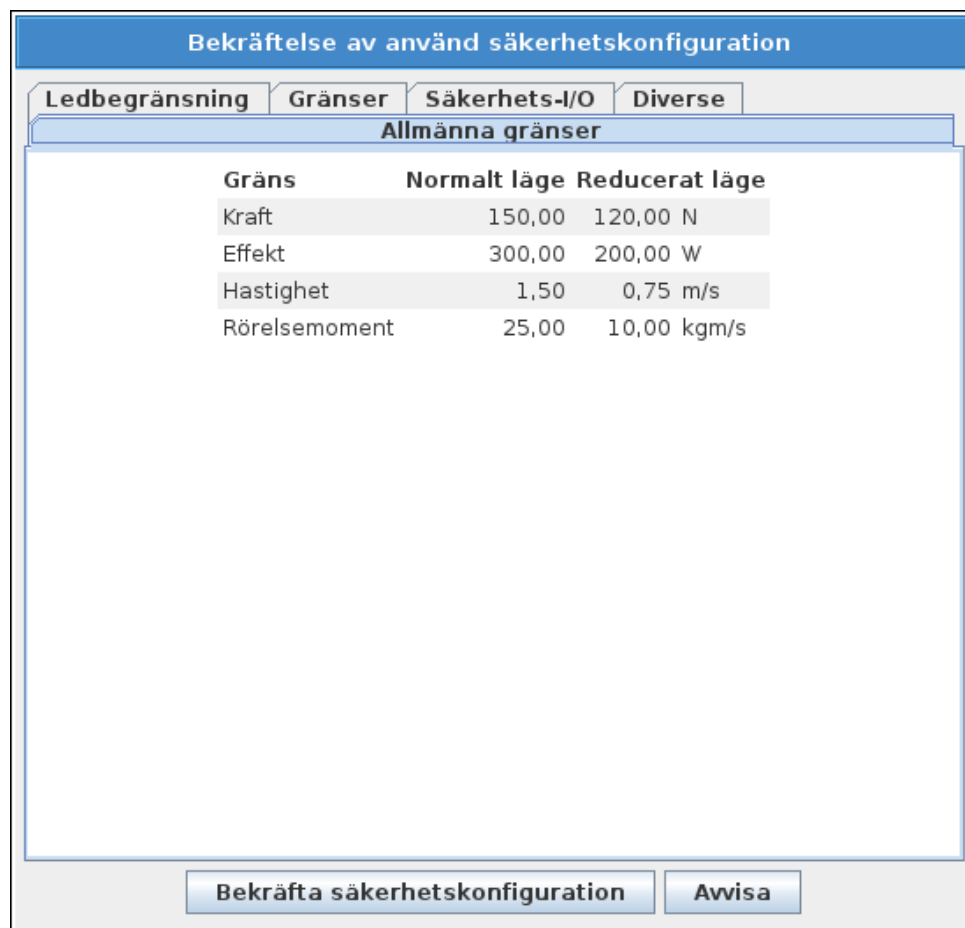 Bekräftelse av använd säkerhetskonfiguration
Ledbegränsning Gränser Säkerhets-I/O Diverse
Allmänna gränser
Gräns Normalt läge Reducerat läge
Kraft 150,00 120,00 N
Effekt 300,00 200,00 W
Hastighet 1,50 0,75 m/s
Rörelsemoment 25,00 10,00 kgm/s
Bekräfta säkerhetskonfiguration Avvisa